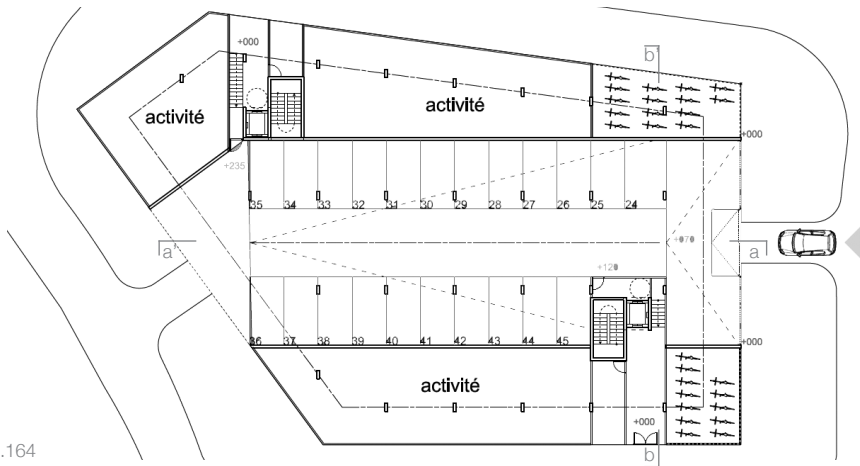 +000
b'
activité
activité
+000
+235
35 34 33 32 31 30 29 28 27 26 25 24
a'
+070
a
+120
36 37 38 39 40 41 42 43 44 45
+000
activité
+000
.164
b